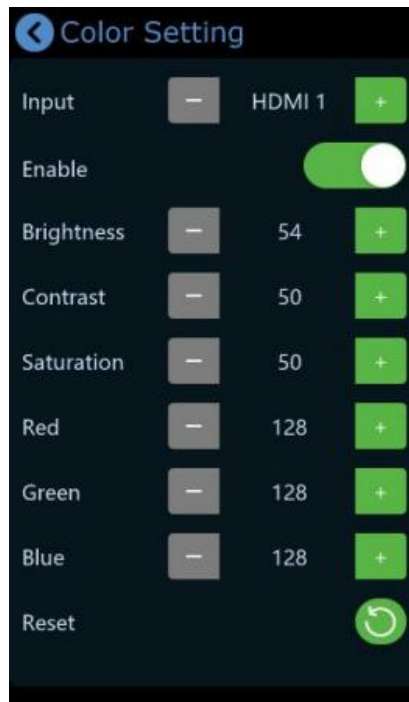 Color Setting
Input − HDMI 1 +
Enable
Brightness − 54 +
Contrast − 50 +
Saturation − 50 +
Red − 128 +
Green − 128 +
Blue − 128 +
Reset